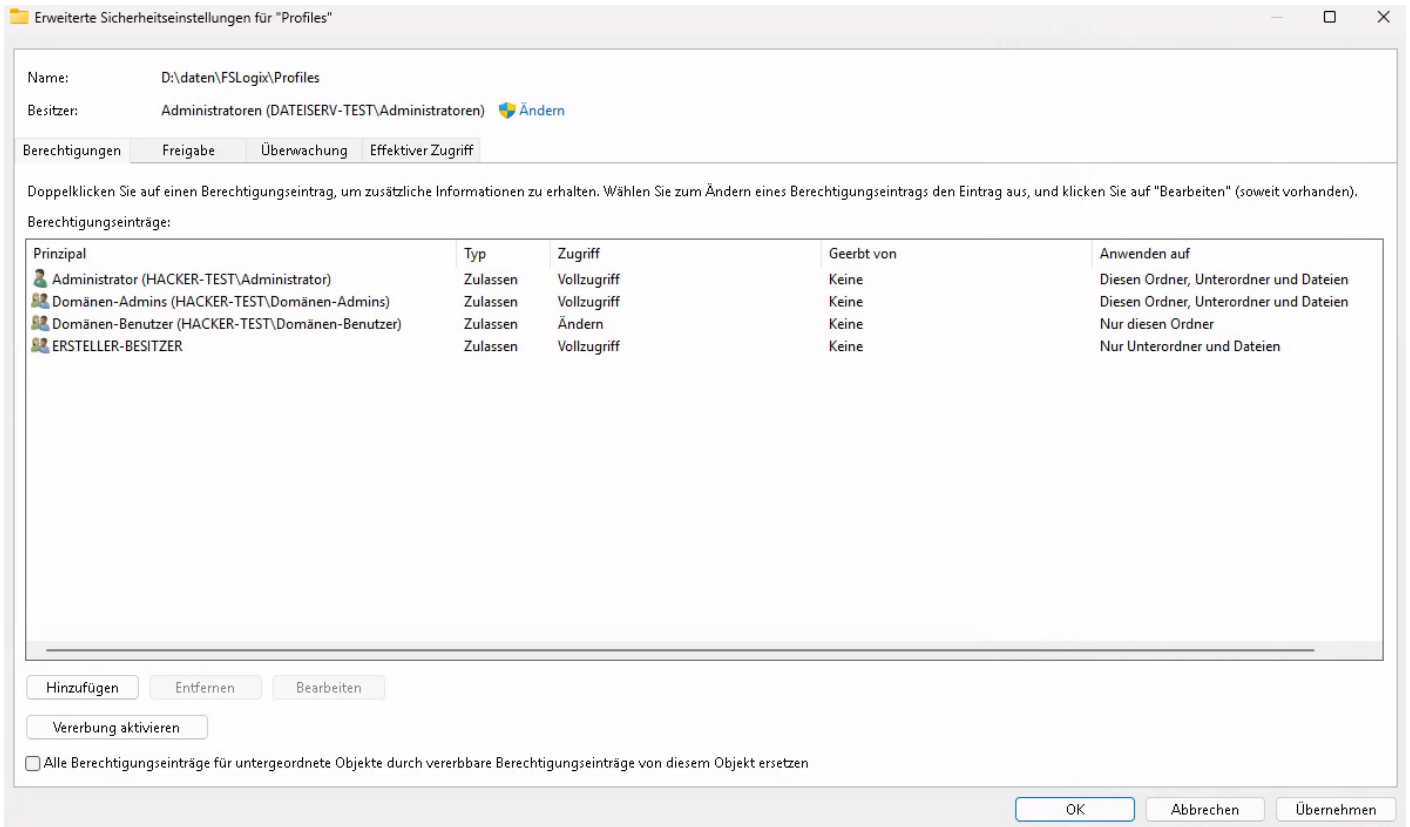 Erweiterte Sicherheitseinstellungen für "Profiles"
Name: D:\daten\FSLogix\Profiles
Besitzer: Administratoren (DATEISERV-TEST\Administratoren) Ändern
Berechtigungen Freigabe Überwachung Effektiver Zugriff
Doppelklicken Sie auf einen Berechtigungseintrag, um zusätzliche Informationen zu erhalten. Wählen Sie zum Ändern eines Berechtigungseintrags den Eintrag aus, und klicken Sie auf "Bearbeiten" (soweit vorhanden).
Berechtigungseinträge:
Prinzipal Typ Zugriff Geerbt von Anwenden auf
Administrator (HACKER-TEST\Administrator) Zulassen Vollzugriff Keine Diesen Ordner, Unterordner und Dateien
Domänen-Admins (HACKER-TEST\Domänen-Admins) Zulassen Vollzugriff Keine Diesen Ordner, Unterordner und Dateien
Domänen-Benutzer (HACKER-TEST\Domänen-Benutzer) Zulassen Ändern Keine Nur diesen Ordner
ERSTELLER-BESITZER Zulassen Vollzugriff Keine Nur Unterordner und Dateien
Hinzufügen Entfernen Bearbeiten
Vererbung aktivieren
Alle Berechtigungseinträge für untergeordnete Objekte durch vererbbare Berechtigungseinträge von diesem Objekt ersetzen
OK Abbrechen Übernehmen